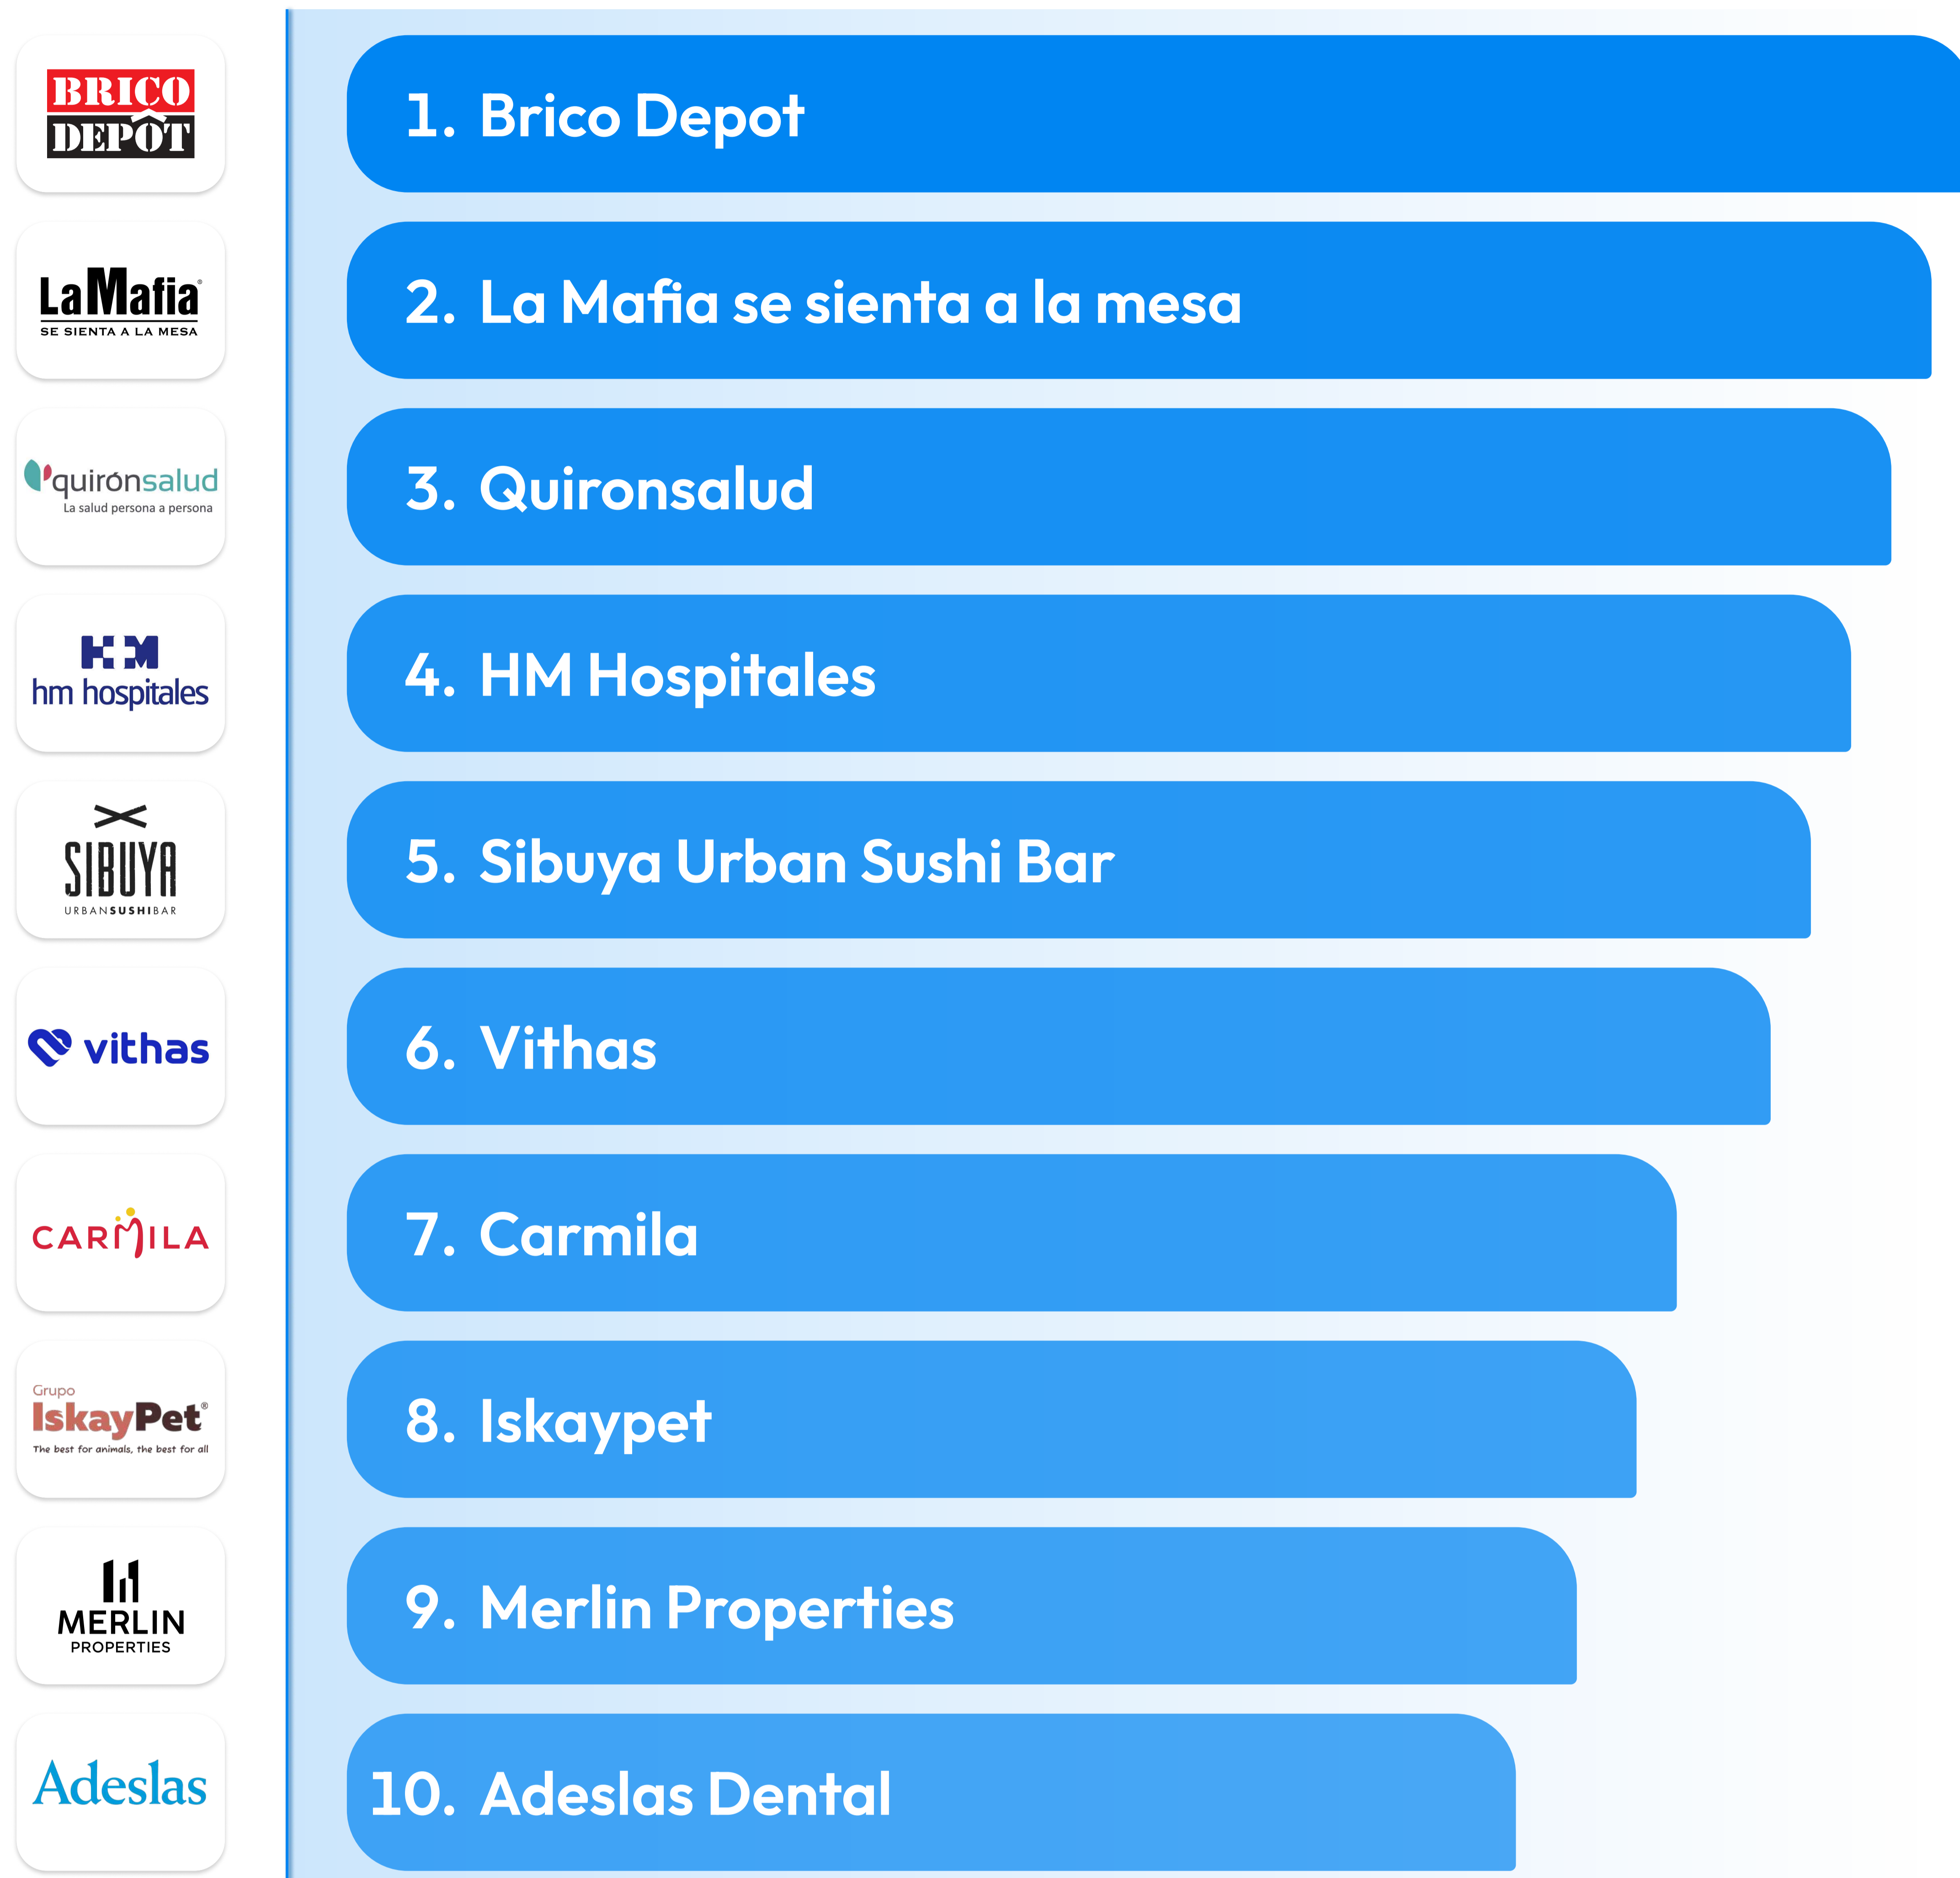 BRICO
DEPOT
1. Brico Depot
LaMafia®
SE SIENTA A LA MESA
2. La Mafia se sienta a la mesa
quirónsalud
La salud persona a persona
3. Quironsalud
HM
hm hospitales
4. HM Hospitales
SIBUYA
URBANSUSHIBAR
5. Sibuya Urban Sushi Bar
vithas
6. Vithas
CARMILA
7. Carmila
Grupo
IskayPet®
The best for animals, the best for all
8. Iskaypet
MERLIN
PROPERTIES
9. Merlin Properties
Adeslas
10. Adeslas Dental